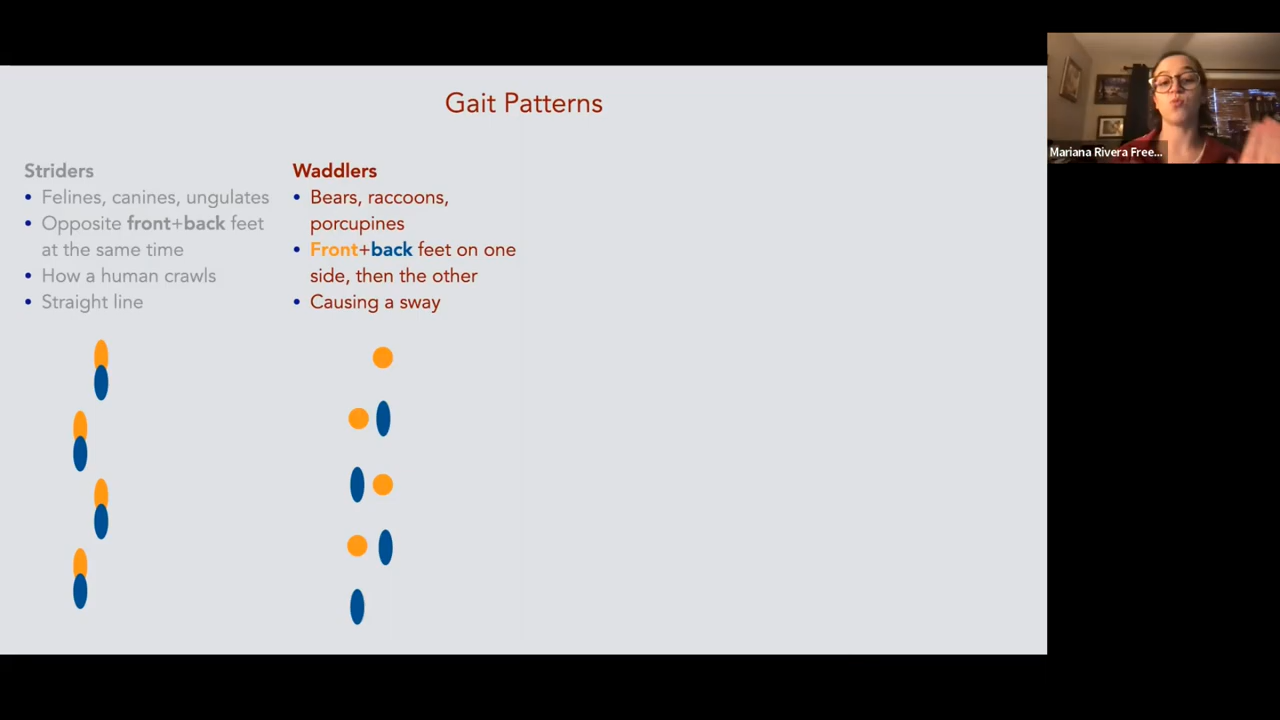 Gait Patterns
Striders
• Felines, canines, ungulates
• Opposite front+back feet
at the same time
• How a human crawls
• Straight line
Waddlers
• Bears, raccoons,
porcupines
• Front+back feet on one
side, then the other
• Causing a sway
Mariana Rivera Free...